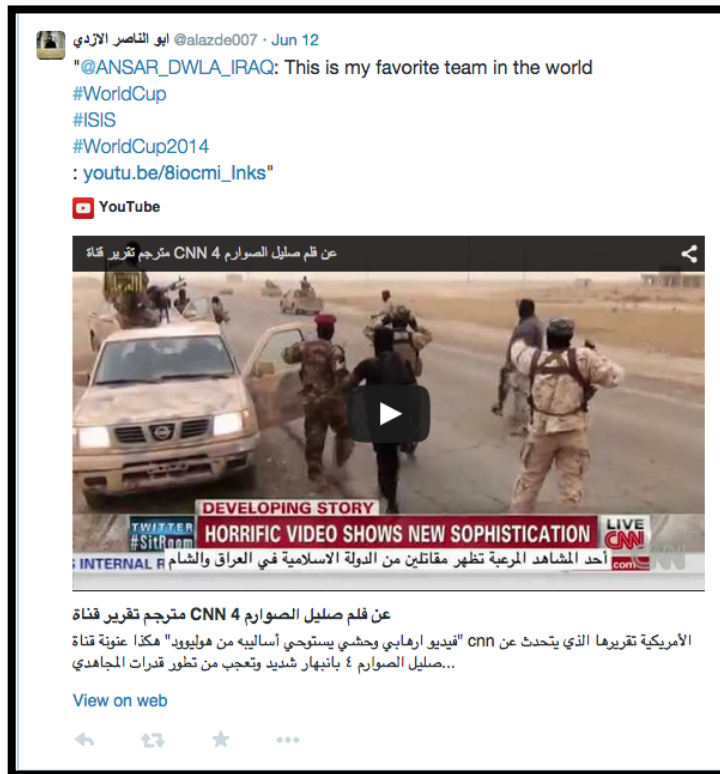 ابو الناصر الازدي @alazde007 · Jun 12
"@ANSAR_DWLA_IRAQ: This is my favorite team in the world
#WorldCup
#ISIS
#WorldCup2014
: youtu.be/8iocmi_lnks"
YouTube
عن فلم صليل الصوارم 4 CNN مترجم تقرير قناة
DEVELOPING STORY
TWITTER
#SitRoom
HORRIFIC VIDEO SHOWS NEW SOPHISTICATION
LIVE
CNN
INTERNAL
أحد المشاهد المرعبة تظهر مقاتلين من الدولة الاسلامية في العراق والشام
.com
عن فلم صليل الصوارم 4 CNN مترجم تقرير قناة
الأمريكية تقريرها الذي يتحدث عن cnn "فيديو ارهابي وحشي يستوحي أساليبه من هوليوود" هكذا عنونة قناة
صليل الصوارم ٤ بانبهار شديد وتعجب من تطور قدرات المجاهدي...
View on web